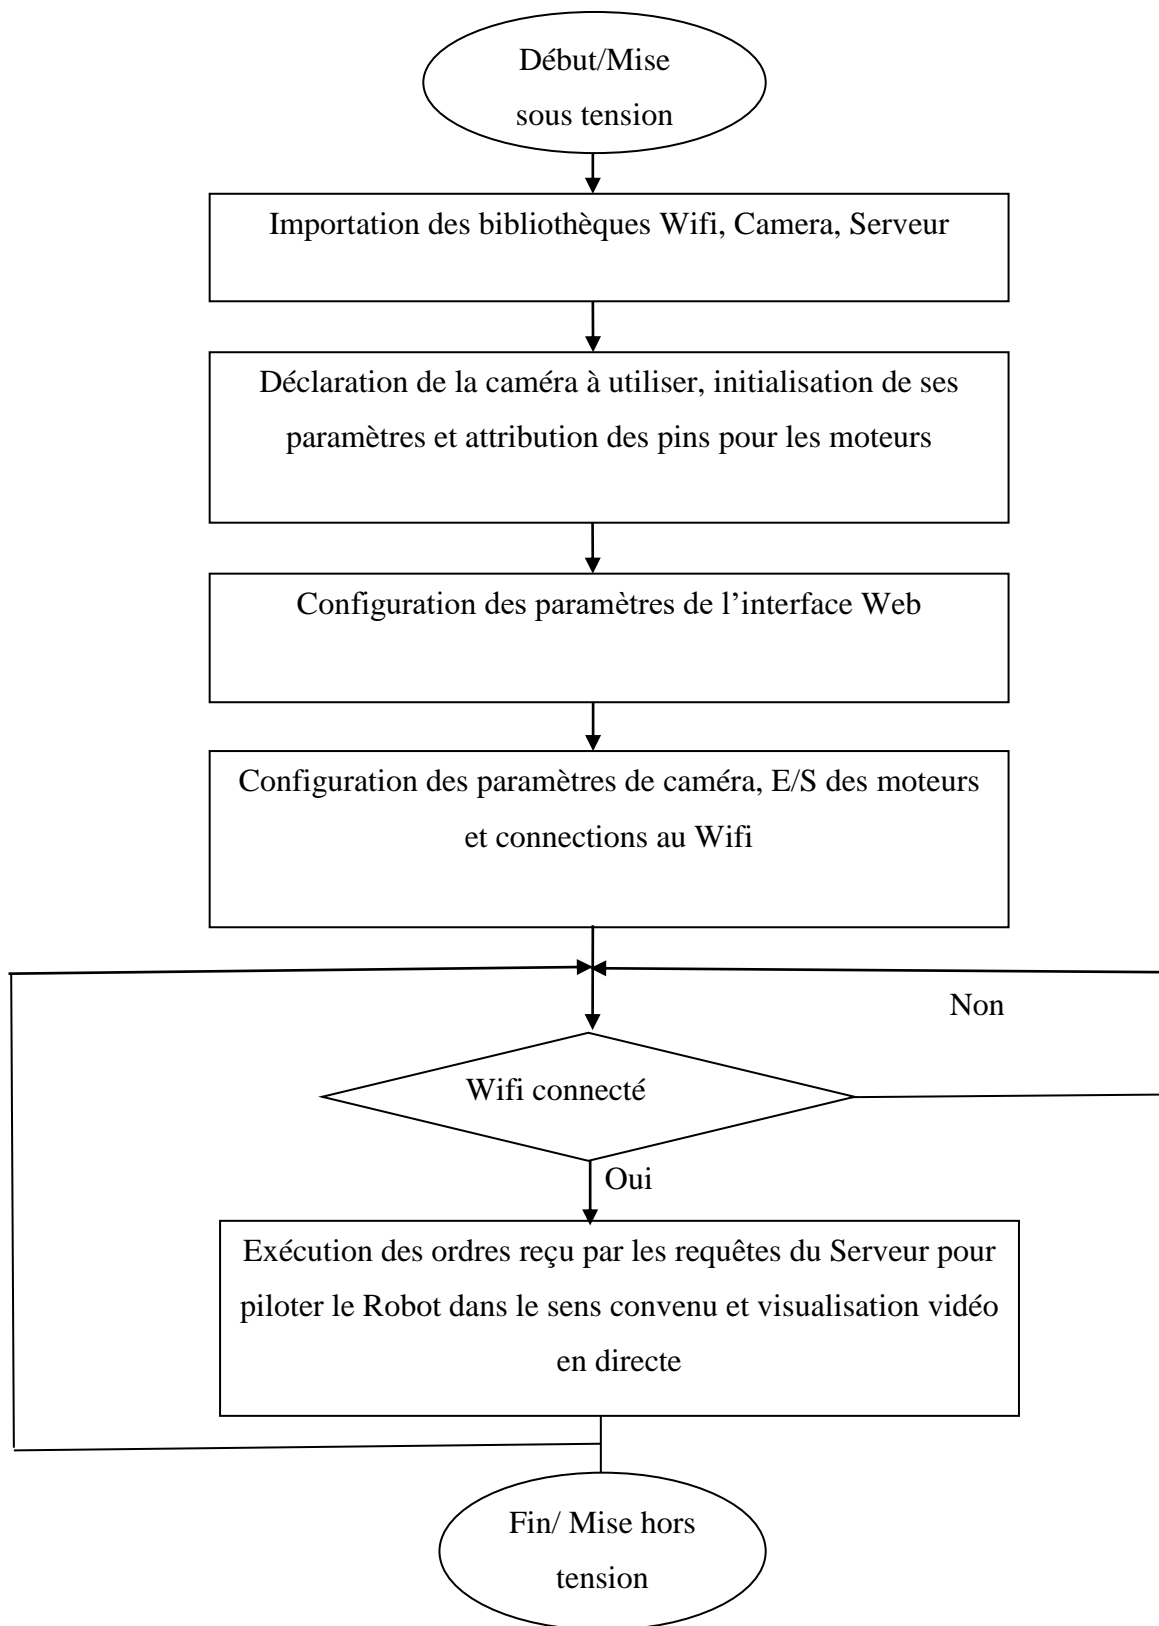 Début/Mise
sous tension
Importation des bibliothèques Wifi, Camera, Serveur
Déclaration de la caméra à utiliser, initialisation de ses
paramètres et attribution des pins pour les moteurs
Configuration des paramètres de l’interface Web
Configuration des paramètres de caméra, E/S des moteurs
et connections au Wifi
Non
Wifi connecté
Oui
Exécution des ordres reçu par les requêtes du Serveur pour
piloter le Robot dans le sens convenu et visualisation vidéo
en directe
Fin/ Mise hors
tension